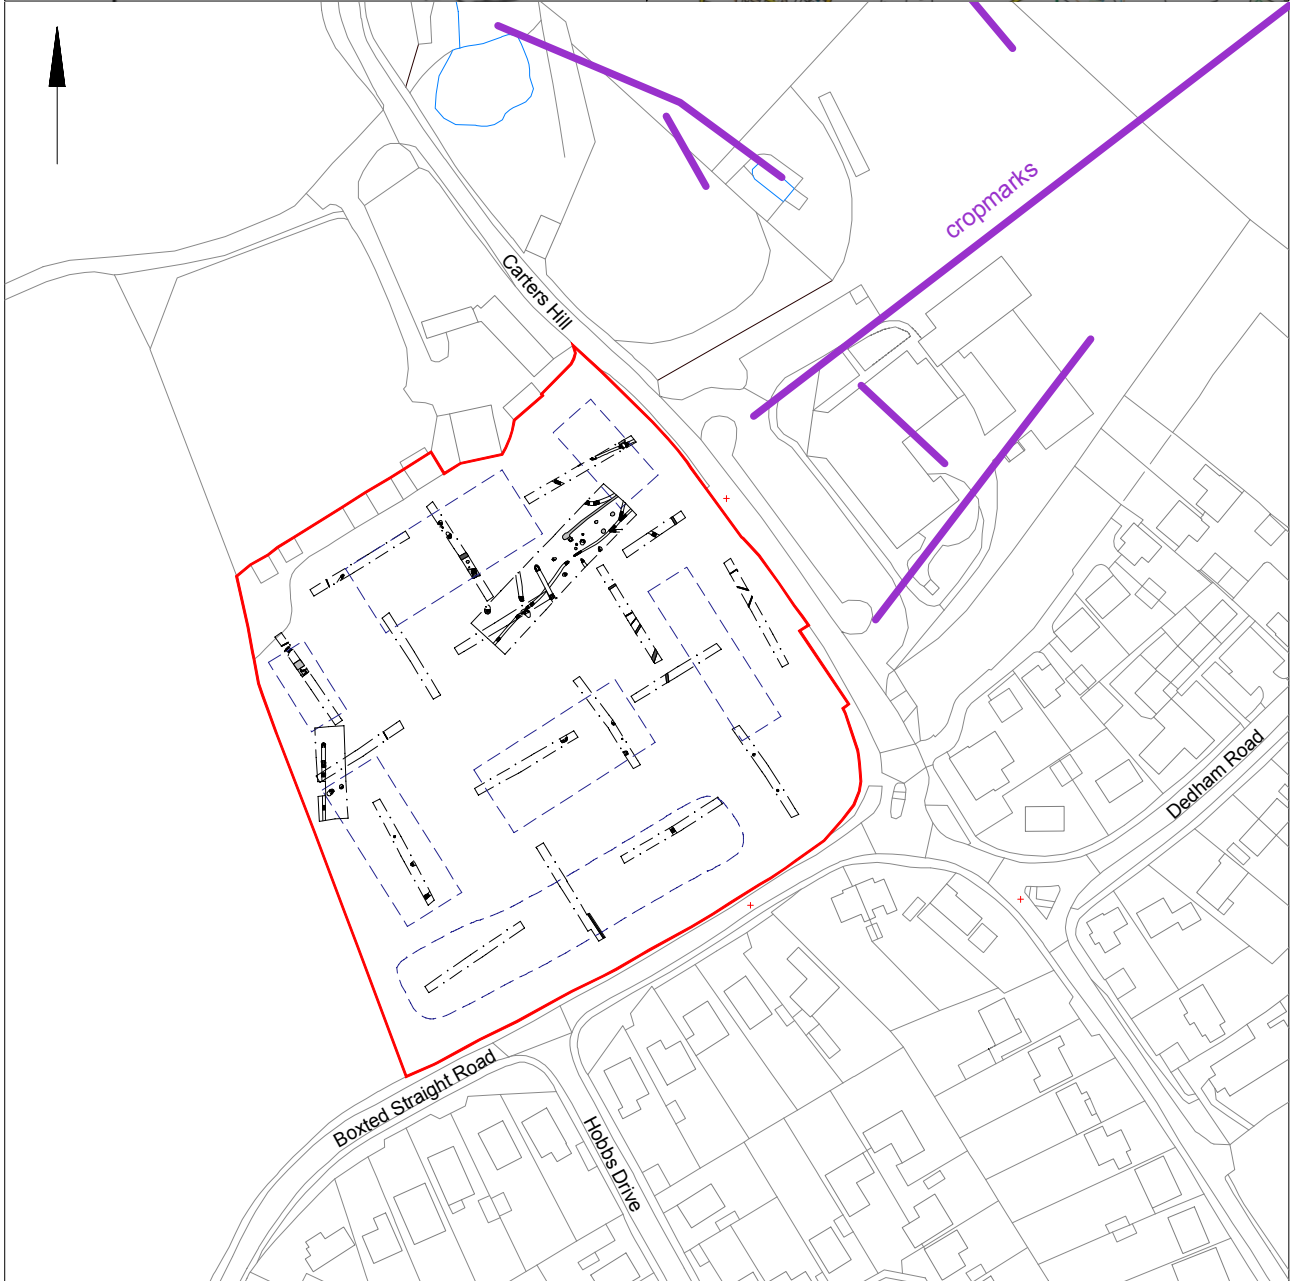 cropmarks
Carters Hill
Dedham Road
Boxted Straight Road
Hobbs Drive